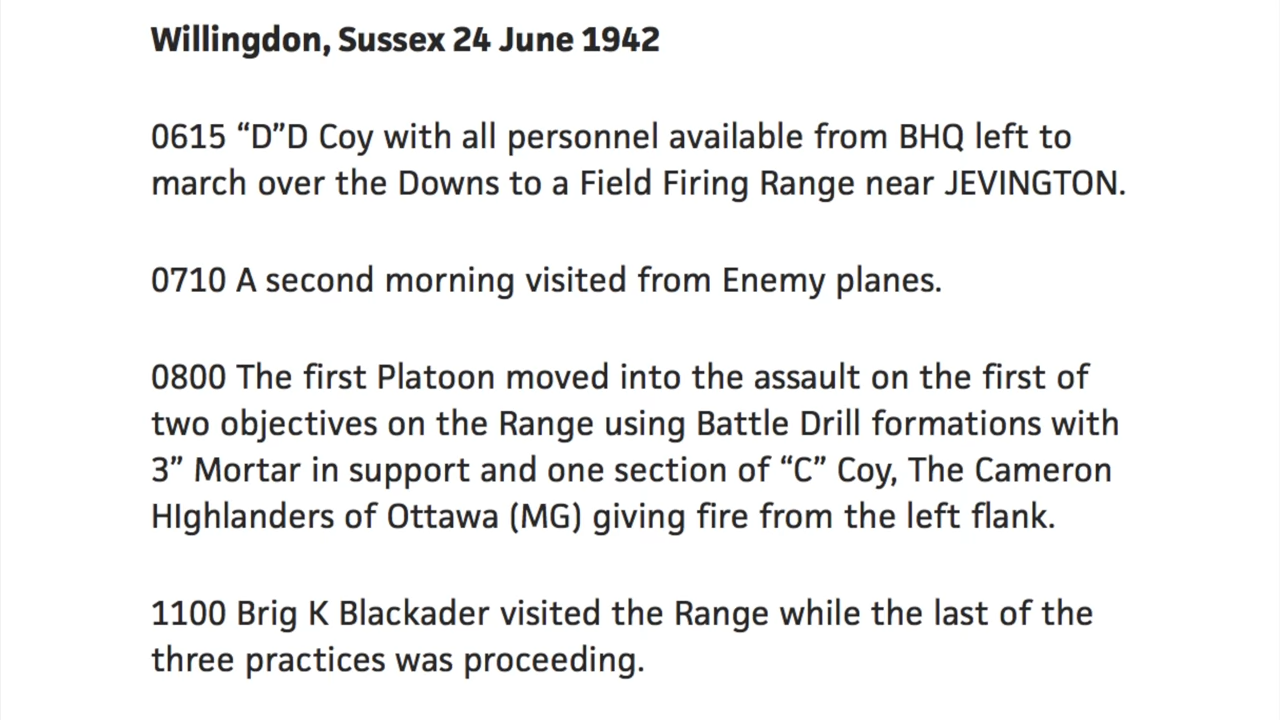 Willingdon, Sussex 24 June 1942
0615 “D”D Coy with all personnel available from BHQ left to
march over the Downs to a Field Firing Range near JEVINGTON.
0710 A second morning visited from Enemy planes.
0800 The first Platoon moved into the assault on the first of
two objectives on the Range using Battle Drill formations with
3” Mortar in support and one section of “C” Coy, The Cameron
HIghlanders of Ottawa (MG) giving fire from the left flank.
1100 Brig K Blackader visited the Range while the last of the
three practices was proceeding.